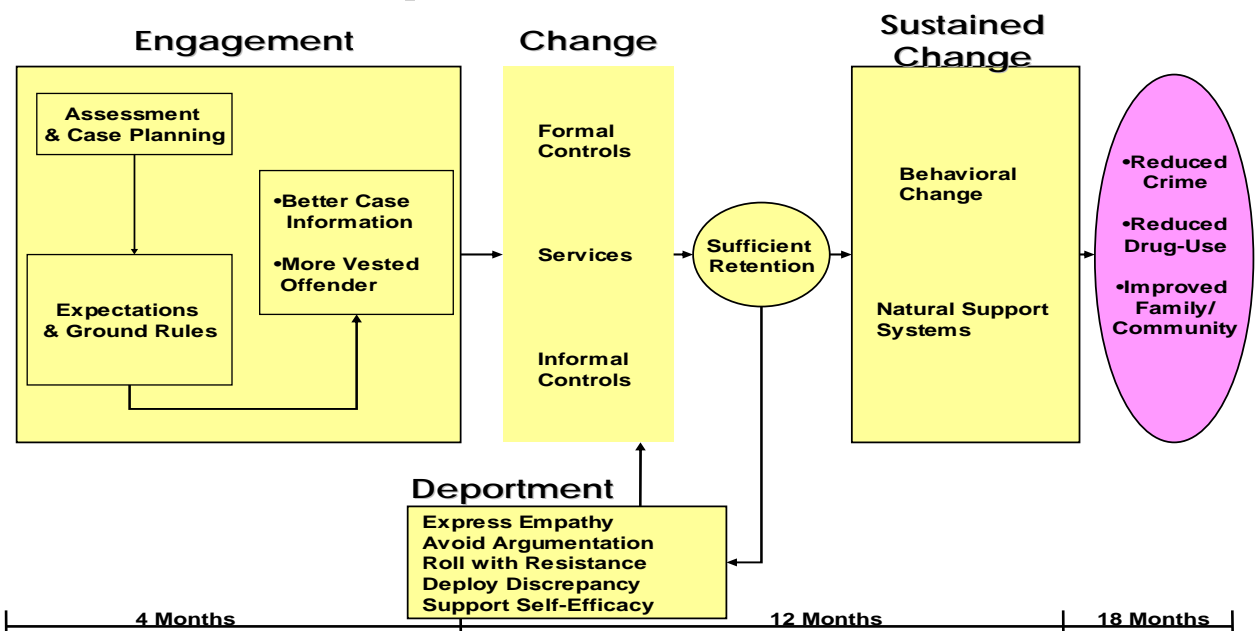 Engagement
Assessment
& Case Planning
Expectations
& Ground Rules
•Better Case
Information
•More Vested
Offender
Change
Formal
Controls
Services
Informal
Controls
Sufficient
Retention
Sustained
Change
Behavioral
Change
Natural Support
Systems
•Reduced
Crime
•Reduced
Drug-Use
•Improved
Family/
Community
Deportment
Express Empathy
Avoid Argumentation
Roll with Resistance
Deploy Discrepancy
Support Self-Efficacy
4 Months
12 Months
18 Months